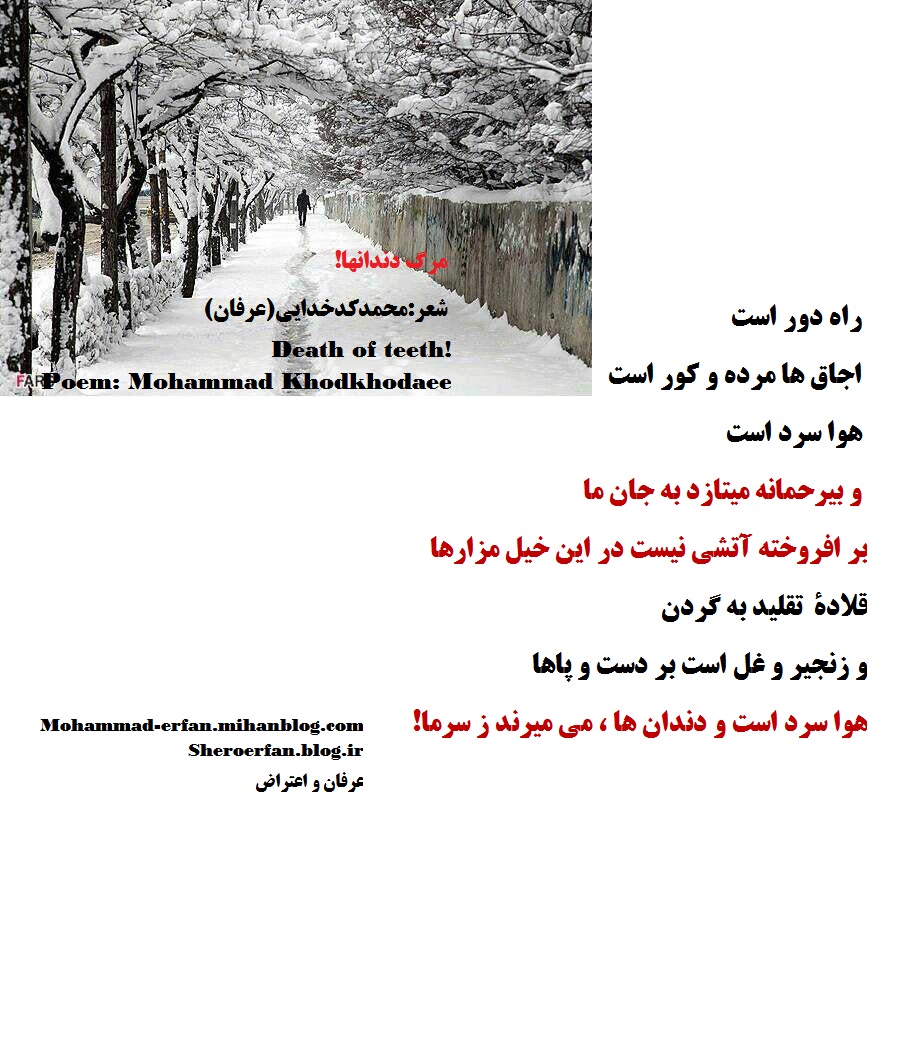 مرگ دندانها!
شعر:محمدکدخدایی(عرفان)
Death of teeth!
Poem: Mohammad Khodkhodaee
FARS
راه دور است
اجاق ها مرده و کور است
هوا سرد است
و بیرحمانه میتازد به جان ما
بر افروخته آتشی نیست در این خیل مزارها
قلادهٔ تقلید به گردن
و زنجیر و غل است بر دست و پاها
هوا سرد است و دندان ها ، می میرند ز سرما!
Mohammad-erfan.mihanblog.com
Sheroerfan.blog.ir
عرفان و اعتراض